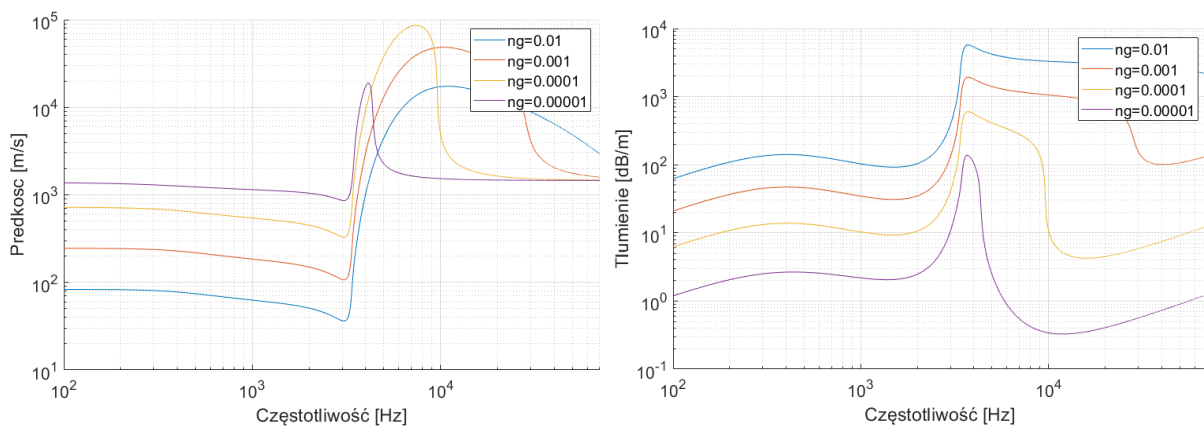 10^5
10^4
10^3
10^2
10^1
Predkosc [m/s]
10^2
10^3
10^4
Częstotliwość [Hz]
ng=0.01
ng=0.001
ng=0.0001
ng=0.00001
10^4
10^3
10^2
10^1
10^0
10^-1
Tłumienie [dB/m]
10^2
10^3
10^4
Częstotliwość [Hz]
ng=0.01
ng=0.001
ng=0.0001
ng=0.00001